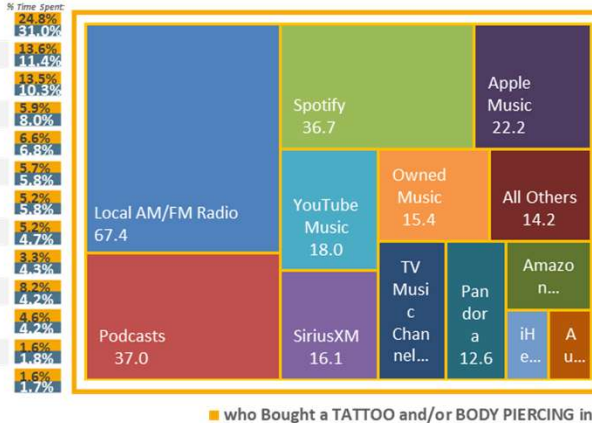 % Time Spent:
24.8%
31.0%
13.6%
11.4%
13.5%
10.3%
5.9%
8.0%
6.6%
6.8%
5.7%
5.8%
5.2%
5.8%
5.2%
4.7%
3.3%
4.3%
8.2%
4.2%
4.6%
4.2%
1.6%
1.8%
1.6%
1.7%
Local AM/FM Radio
67.4
Podcasts
37.0
Spotify
36.7
Apple
Music
22.2
YouTube
Music
18.0
Owned
Music
15.4
All Others
14.2
SiriusXM
16.1
TV
Musi
c
Chan
nel...
Pan
dor
a
12.6
Amazo
n...
iH
e...
A
u...
who Bought a TATTOO and/or BODY PIERCING in